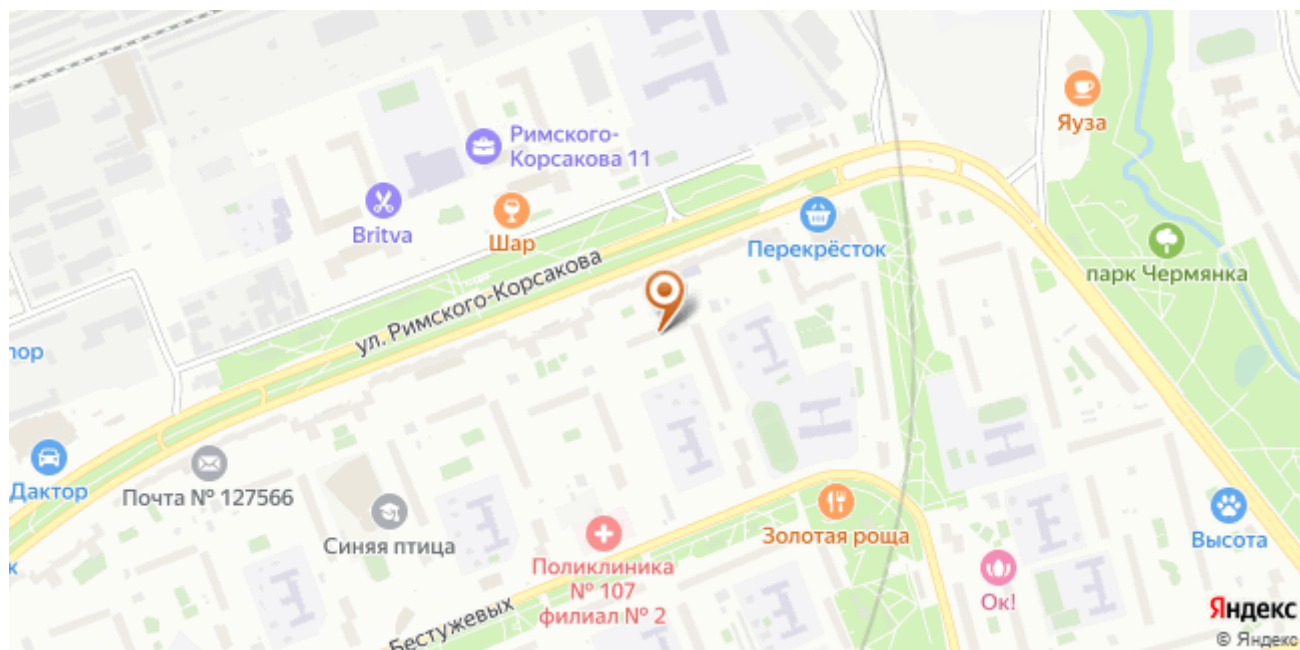 Римского-
Корсакова 11
Яуза
Britva
Шар
Перекрёсток
парк Чермянка
ул. Римского-Корсакова
Дактор
Почта № 127566
Синяя птица
Золотая роща
Высота
Поликлиника
№ 107
филиал № 2
Ок!
Бестужевых
Яндекс
© Яндекс